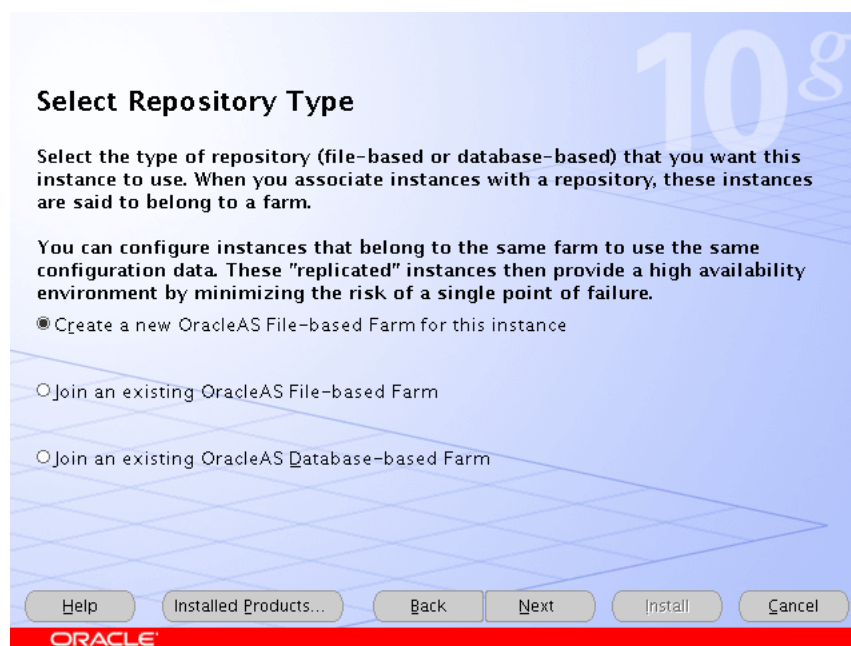 10g
Select Repository Type
Select the type of repository (file-based or database-based) that you want this
instance to use. When you associate instances with a repository, these instances
are said to belong to a farm.
You can configure instances that belong to the same farm to use the same
configuration data. These "replicated" instances then provide a high availability
environment by minimizing the risk of a single point of failure.
Create a new OracleAS File-based Farm for this instance
Join an existing OracleAS File-based Farm
Join an existing OracleAS Database-based Farm
Help Installed Products... Back Next Install Cancel
ORACLE